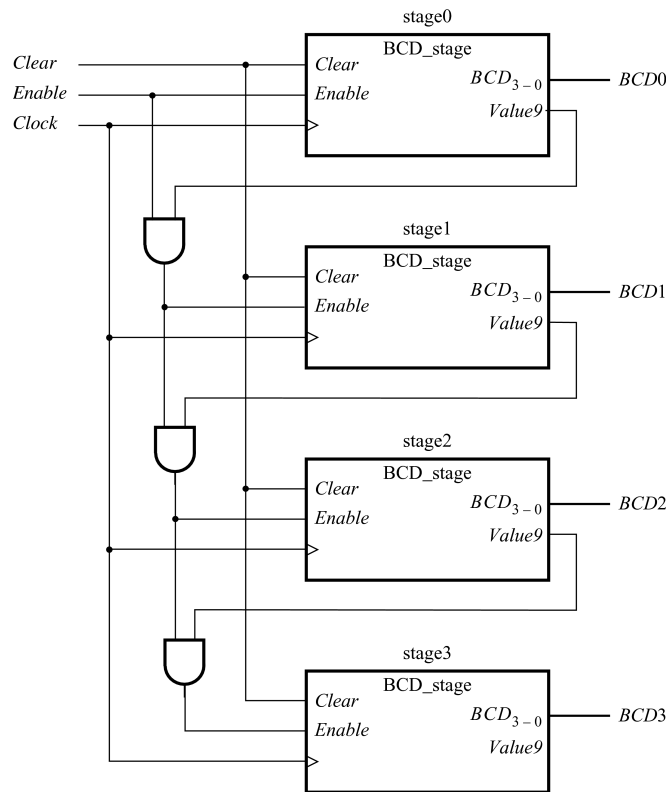 stage0
BCD_stage
Clear
Enable
Clock
Clear
Enable
BCD3–0
Value9
BCD0
stage1
BCD_stage
Clear
Enable
BCD3–0
Value9
BCD1
stage2
BCD_stage
Clear
Enable
BCD3–0
Value9
BCD2
stage3
BCD_stage
Clear
Enable
BCD3–0
Value9
BCD3